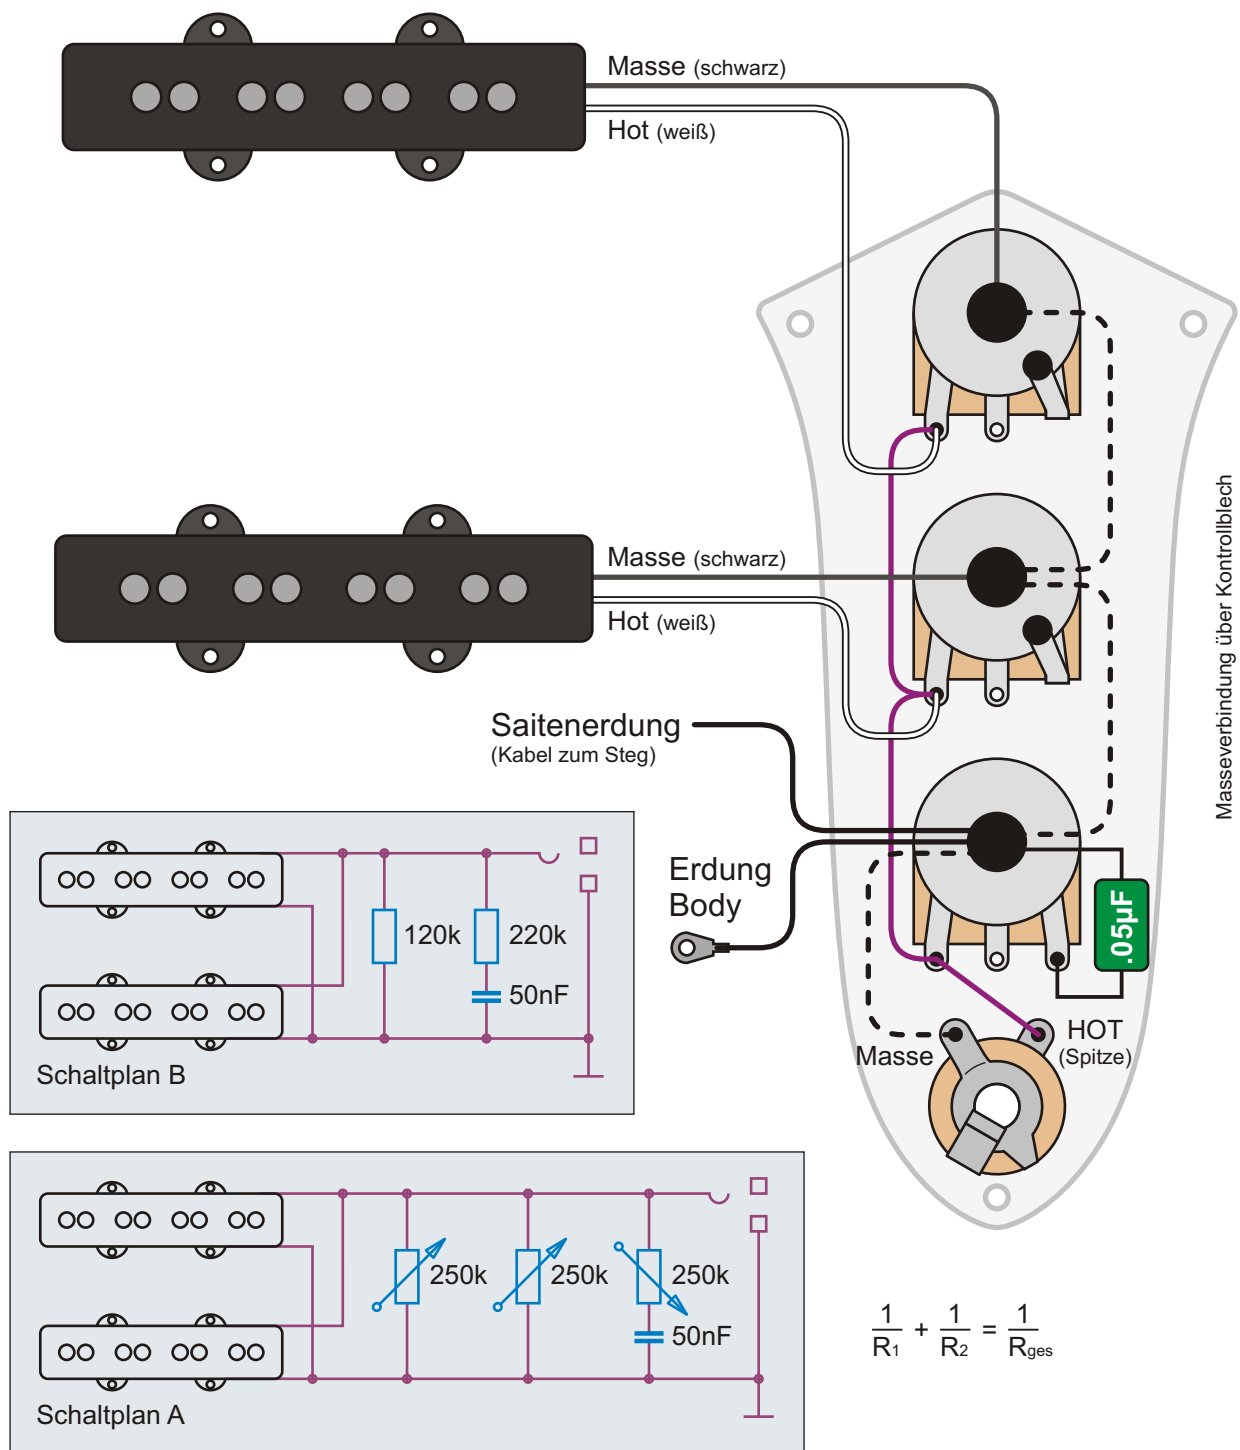 Masse (schwarz)
Hot (weiß)
Masse (schwarz)
Hot (weiß)
Masseverbindung über Kontrollblech
Saitenerdung
(Kabel zum Steg)
Erdung
Body
.05µF
HOT
(Spitze)
Masse
120k
220k
50nF
Schaltplan B
250k
250k
250k
50nF
Schaltplan A
1/R1 + 1/R2 = 1/Rges